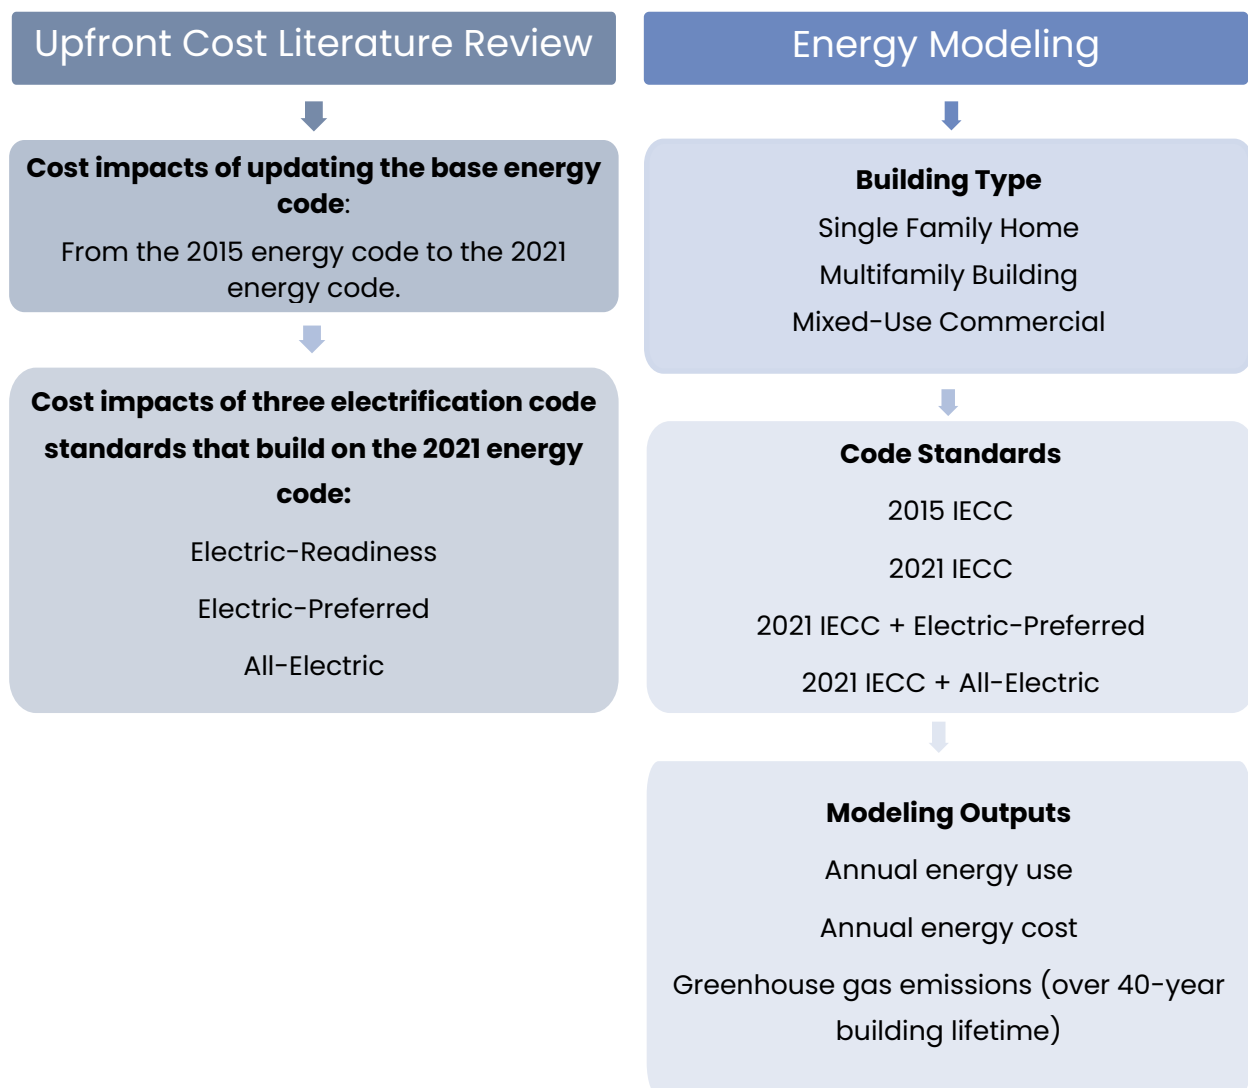 Upfront Cost Literature Review
Cost impacts of updating the base energy
code:
From the 2015 energy code to the 2021
energy code.
Cost impacts of three electrification code
standards that build on the 2021 energy
code:
Electric-Readiness
Electric-Preferred
All-Electric
Energy Modeling
Building Type
Single Family Home
Multifamily Building
Mixed-Use Commercial
Code Standards
2015 IECC
2021 IECC
2021 IECC + Electric-Preferred
2021 IECC + All-Electric
Modeling Outputs
Annual energy use
Annual energy cost
Greenhouse gas emissions (over 40-year
building lifetime)